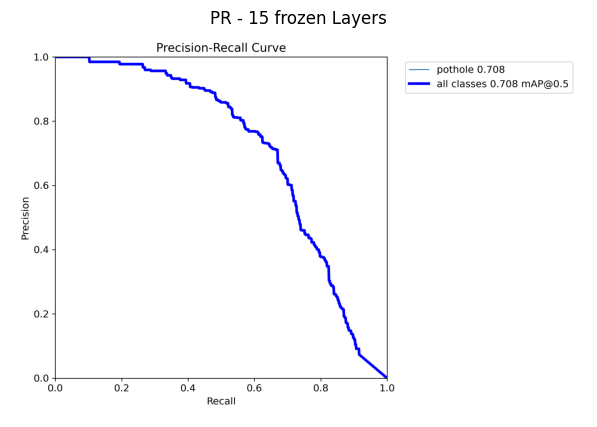 PR - 15 frozen Layers
Precision-Recall Curve
pothole 0.708
all classes 0.708 mAP@0.5
1.0
0.8
0.6
0.4
0.2
0.0
Precision
0.0 0.2 0.4 0.6 0.8 1.0
Recall